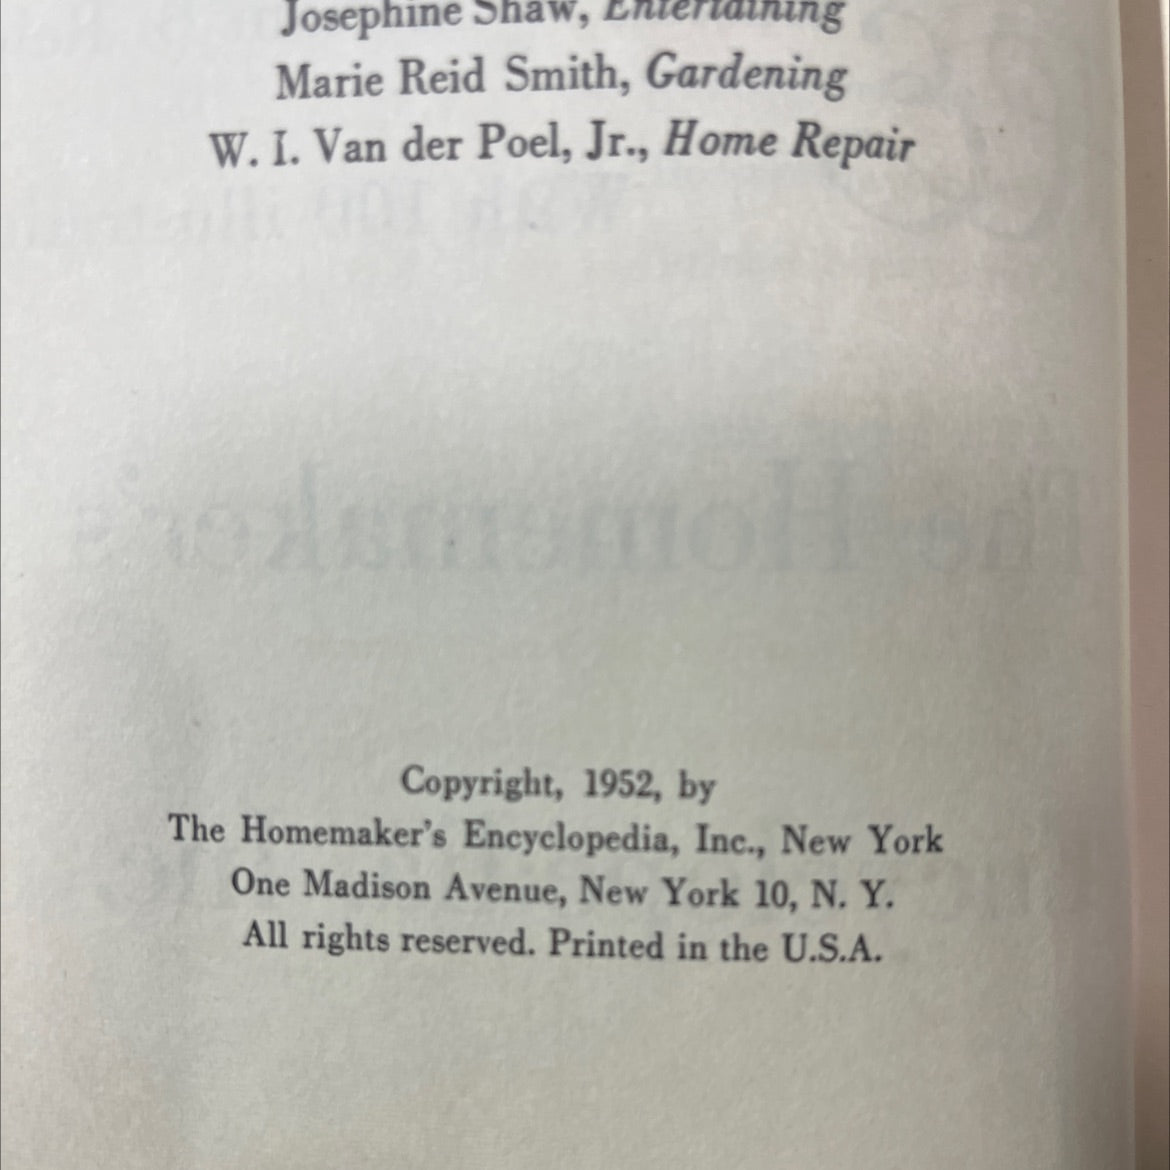 Josephine Shaw, Entertaining
Marie Reid Smith, Gardening
W. I. Van der Poel, Jr., Home Repair
Copyright, 1952, by
The Homemaker's Encyclopedia, Inc., New York
One Madison Avenue, New York 10, N. Y.
All rights reserved. Printed in the U.S.A.